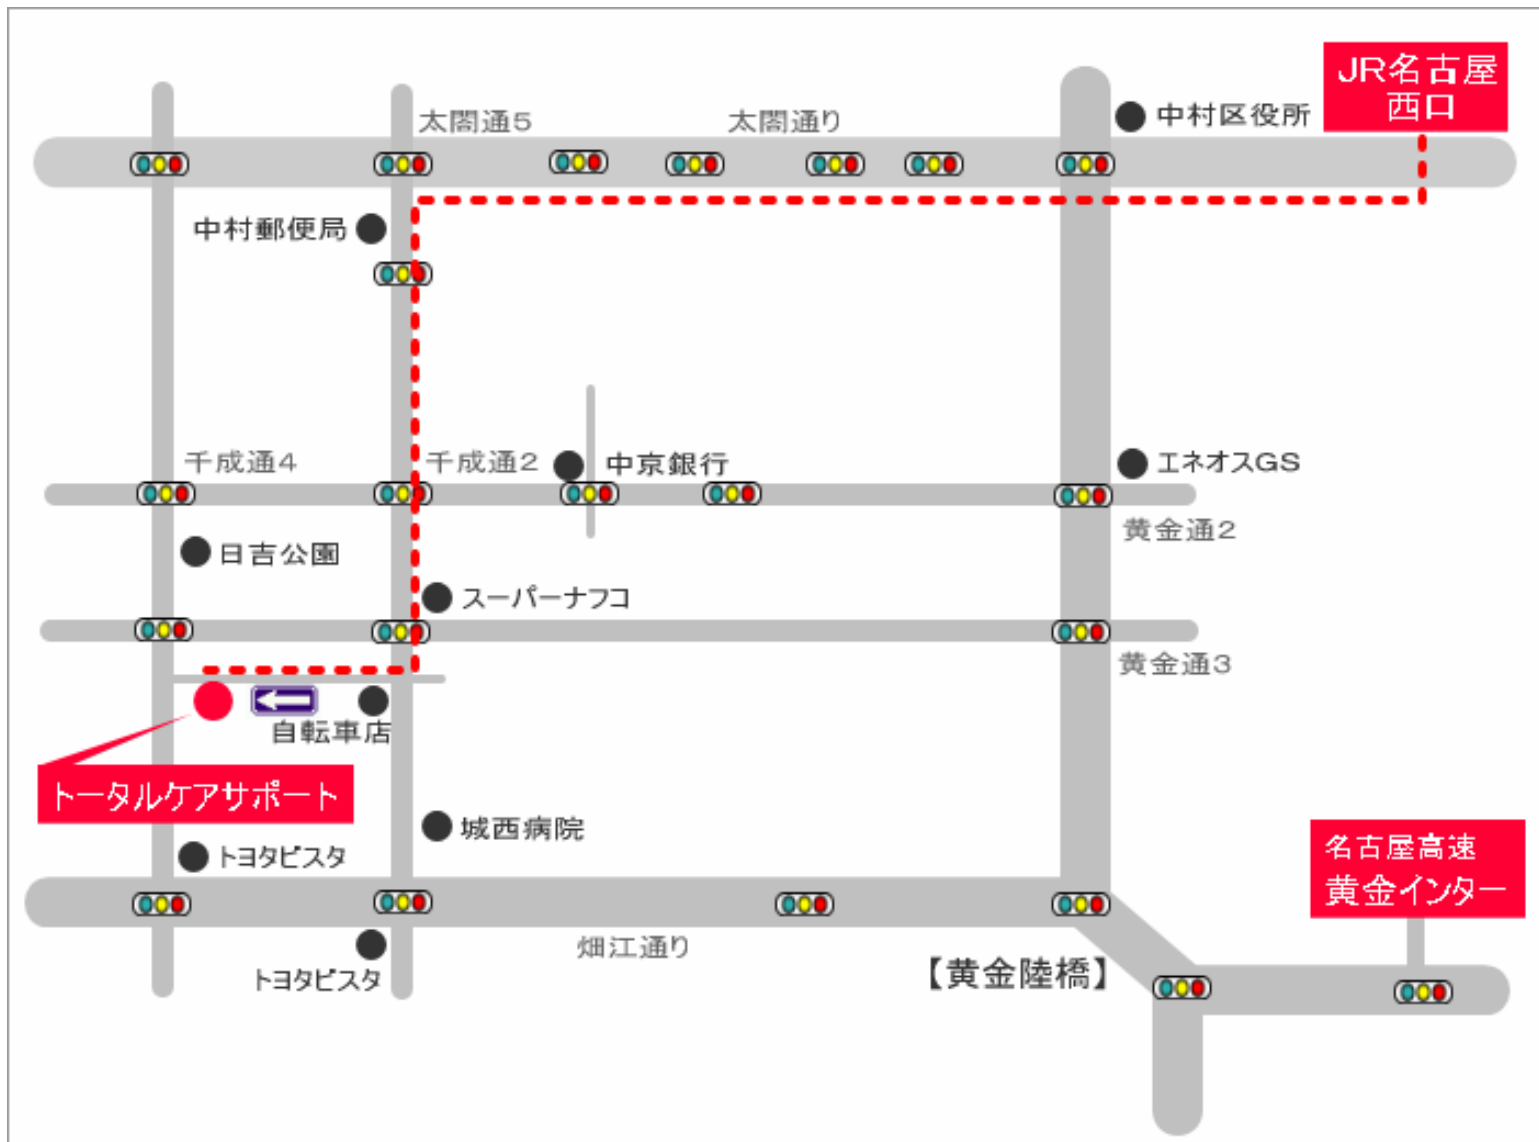 JR名古屋
西口
太閤通5
太閤通り
中村区役所
中村郵便局
千成通4
千成通2
中京銀行
エネオスGS
黄金通2
日吉公園
スーパーナフコ
黄金通3
自転車店
トータルケアサポート
城西病院
トヨタビスタ
名古屋高速
黄金インター
畑江通り
トヨタビスタ
【黄金陸橋】